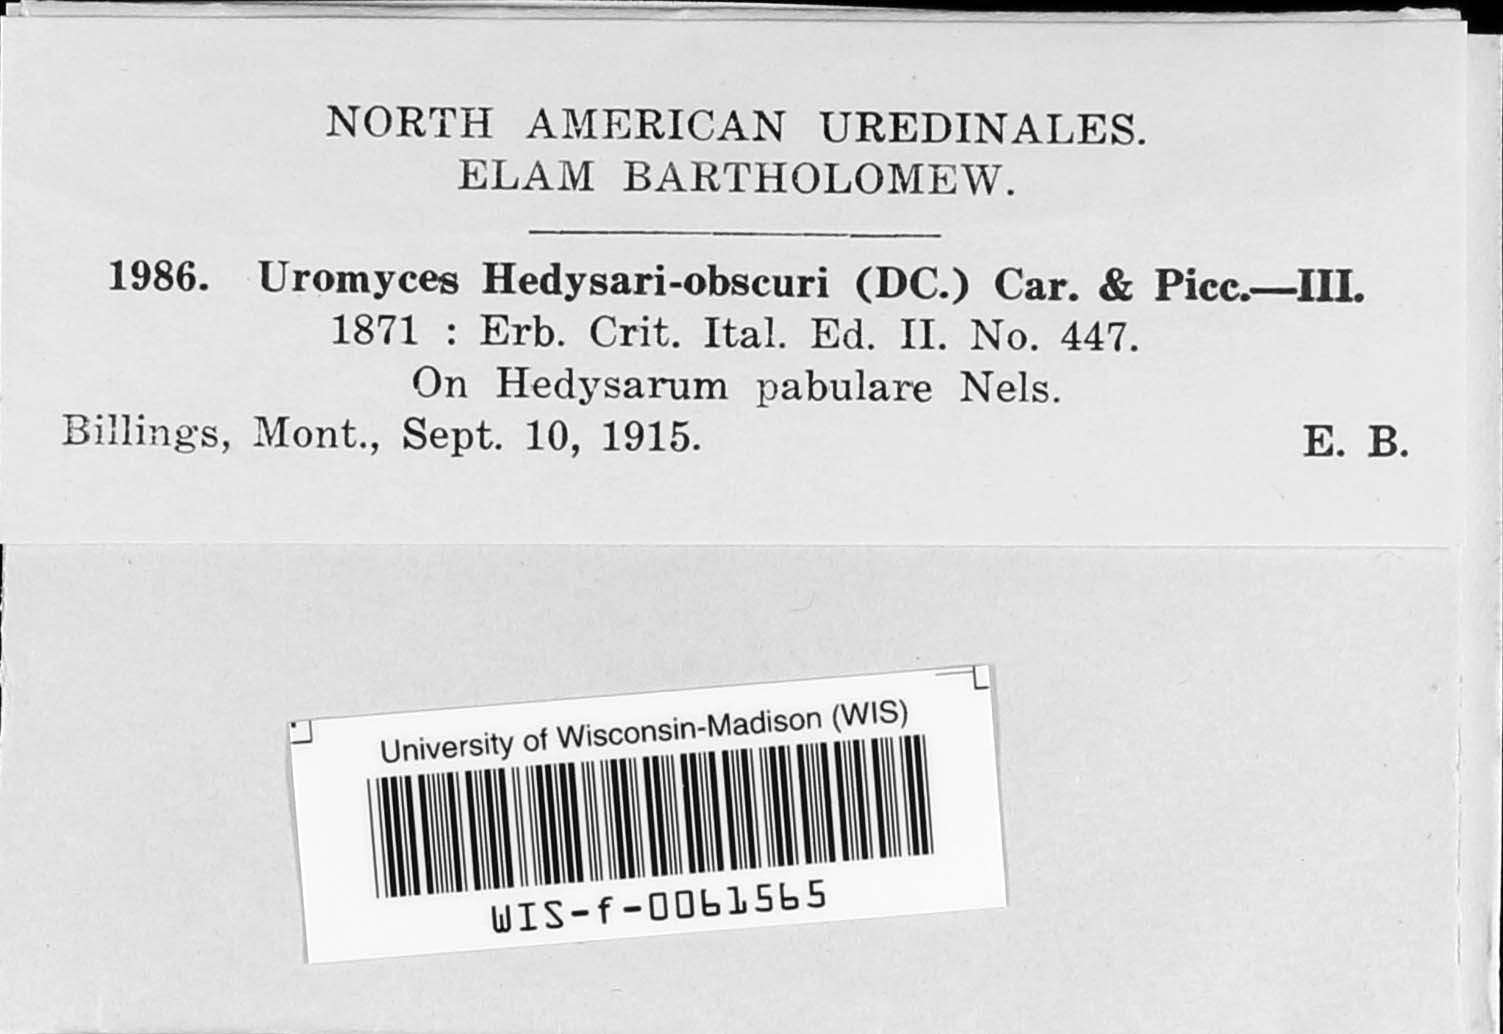 NORTH AMERICAN UREDINALES.
ELAM BARTHOLOMEW.
1986. Uromyces Hedysari-obscuri (DC.) Car. & Picc.—III.
1871 : Erb. Crit. Ital. Ed. II. No. 447.
On Hedysarum pabulare Nels.
Billings, Mont., Sept. 10, 1915. E. B.
University of Wisconsin-Madison (WIS)
WIS-f-0061565